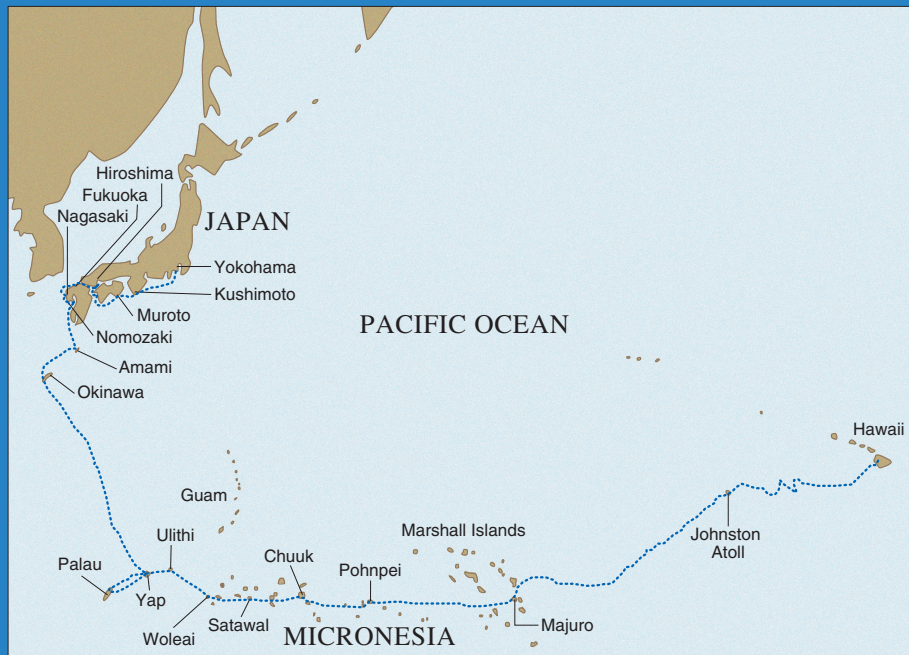 Hiroshima
Fukuoka
Nagasaki
JAPAN
Yokohama
Kushimoto
Muroto
Nomozaki
PACIFIC OCEAN
Amami
Okinawa
Hawaii
Guam
Marshall Islands
Johnston
Atoll
Ulithi
Chuuk
Pohnpei
Palau
Yap
Satawal
Woleai
MICRONESIA
Majuro